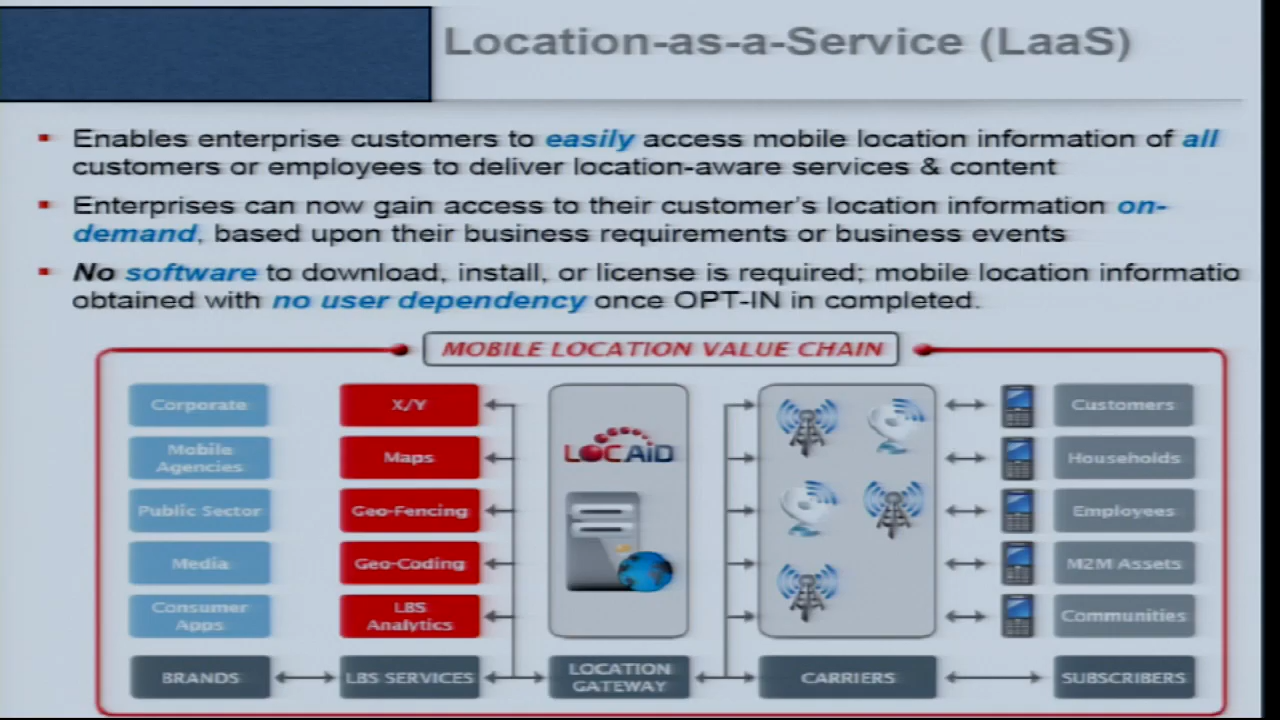 Location-as-a-Service (LaaS)
Enables enterprise customers to easily access mobile location information of all
customers or employees to deliver location-aware services & content
Enterprises can now gain access to their customer's location information on-
demand, based upon their business requirements or business events
No software to download, install, or license is required; mobile location informatio
obtained with no user dependency once OPT-IN in completed.
MOBILE LOCATION VALUE CHAIN
Corporate
Mobile
Agencies
Public Sector
Media
Consumer
Apps
BRANDS
X/Y
Maps
Geo-Fencing
Geo-Coding
LBS
Analytics
LBS SERVICES
LOCAID
LOCATION
GATEWAY
CARRIERS
Customers
Households
Employees
M2M Assets
Communities
SUBSCRIBERS